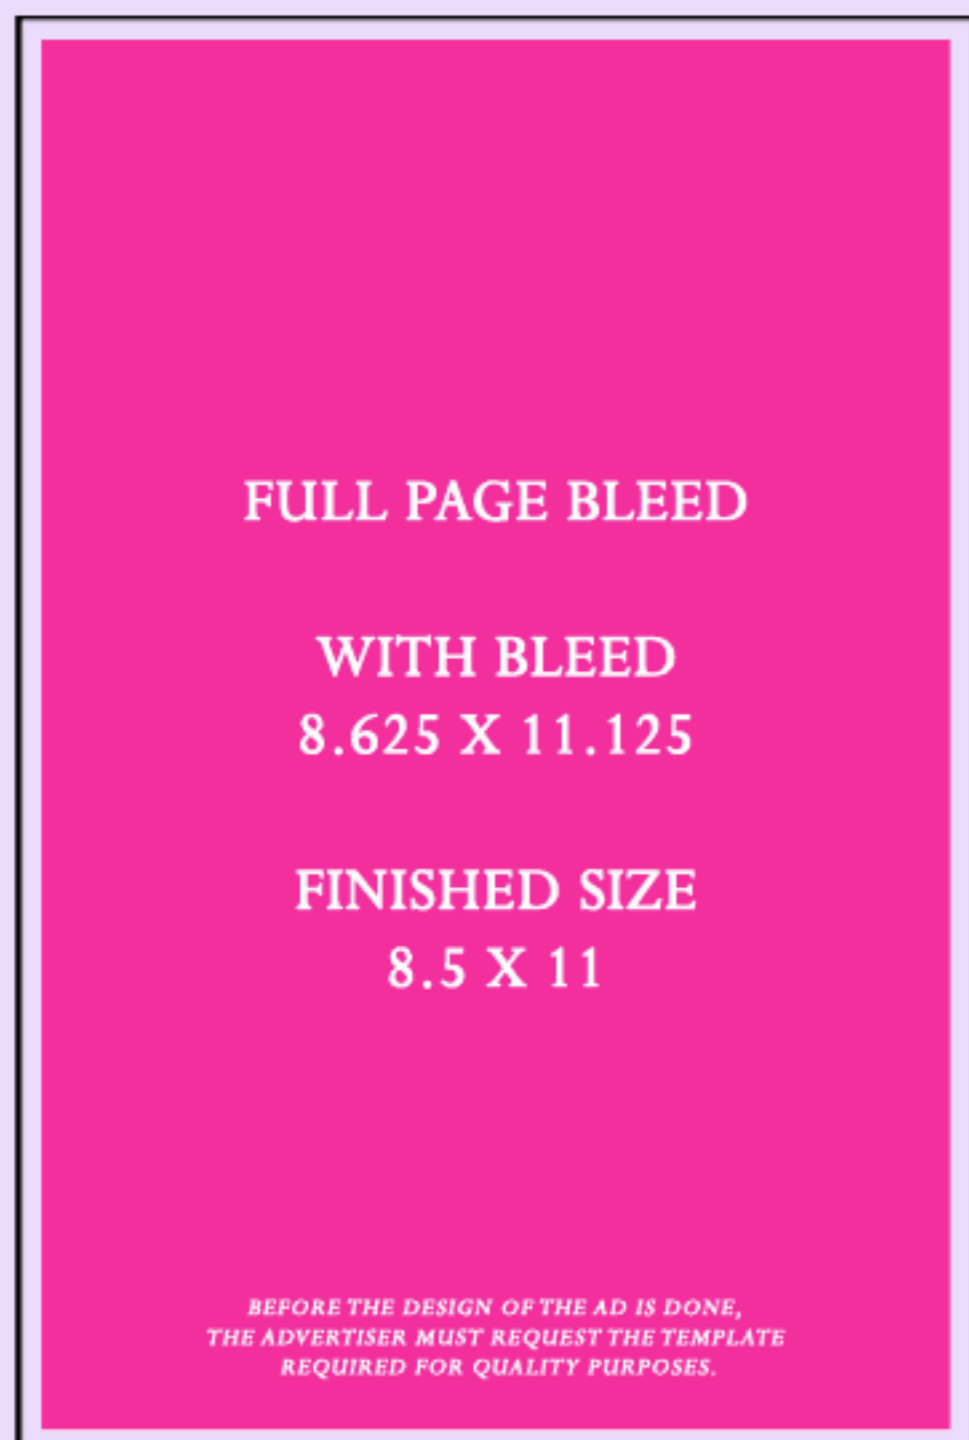 FULL PAGE BLEED
WITH BLEED
8.625 X 11.125
FINISHED SIZE
8.5 X 11
BEFORE THE DESIGN OF THE AD IS DONE,
THE ADVERTISER MUST REQUEST THE TEMPLATE
REQUIRED FOR QUALITY PURPOSES.